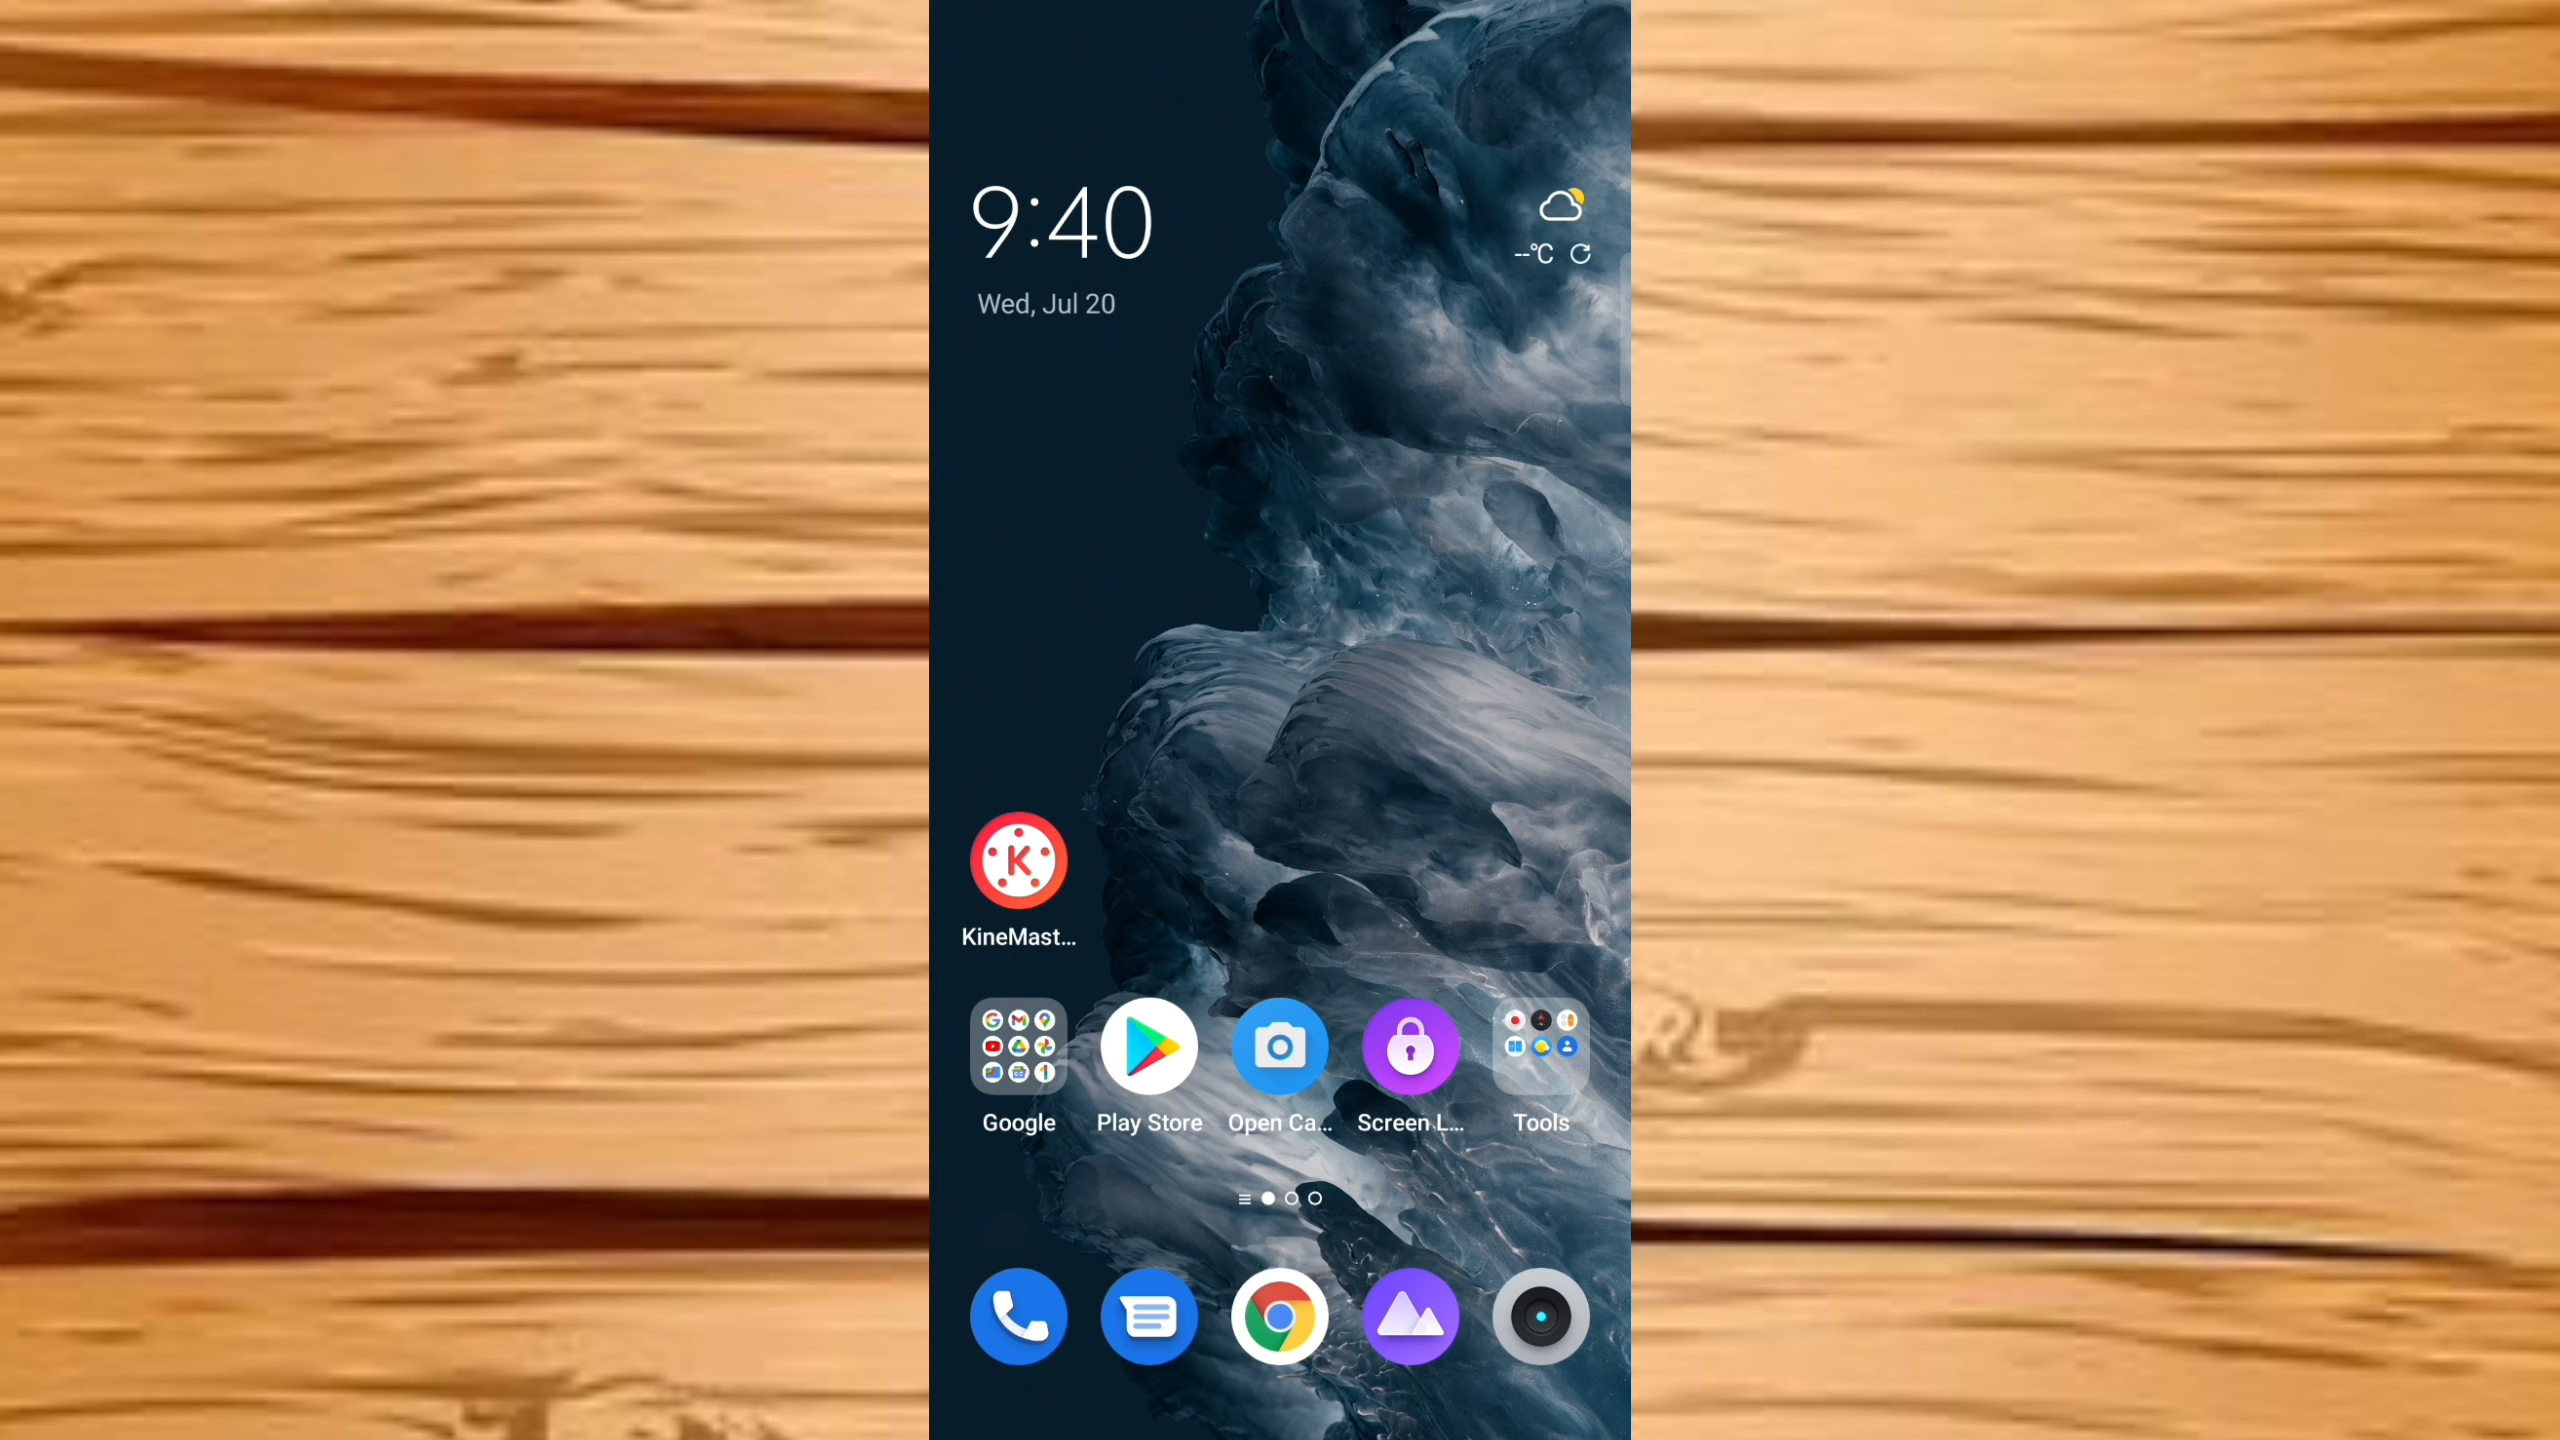 9:40
--°C
Wed, Jul 20
KineMast...
Google
Play Store
Open Ca...
Screen L...
Tools